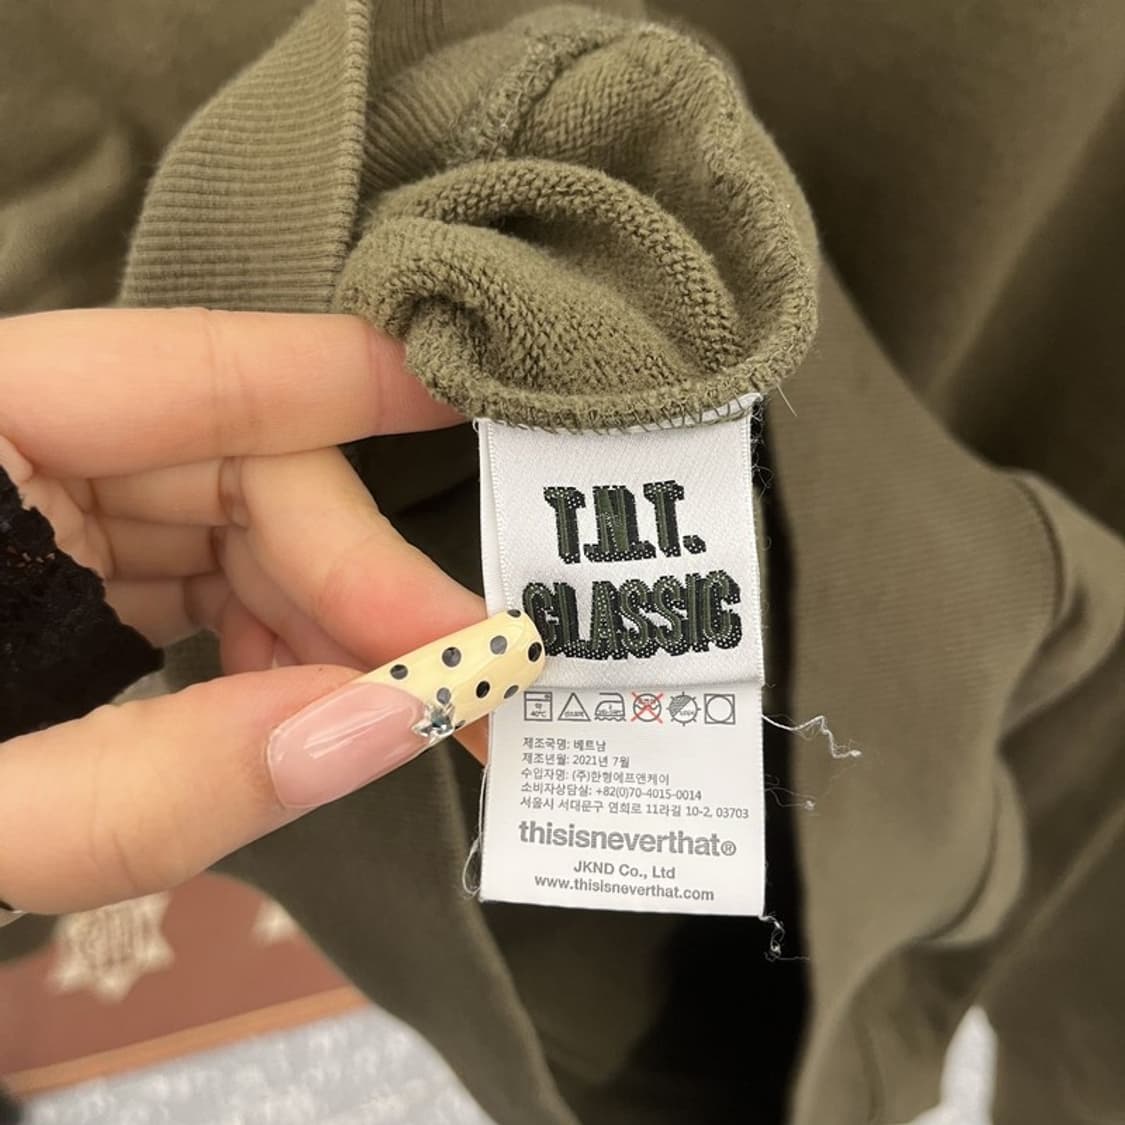 T.N.T.
CLASSIC
약
40°C
제조국명: 베트남
제조년월: 2021년 7월
수입자명: (주)한형에프앤케이
소비자상담실: +82(0)70-4015-0014
서울시 서대문구 연희로 11라길 10-2, 03703
thisisneverthat®
JKND Co., Ltd
www.thisisneverthat.com